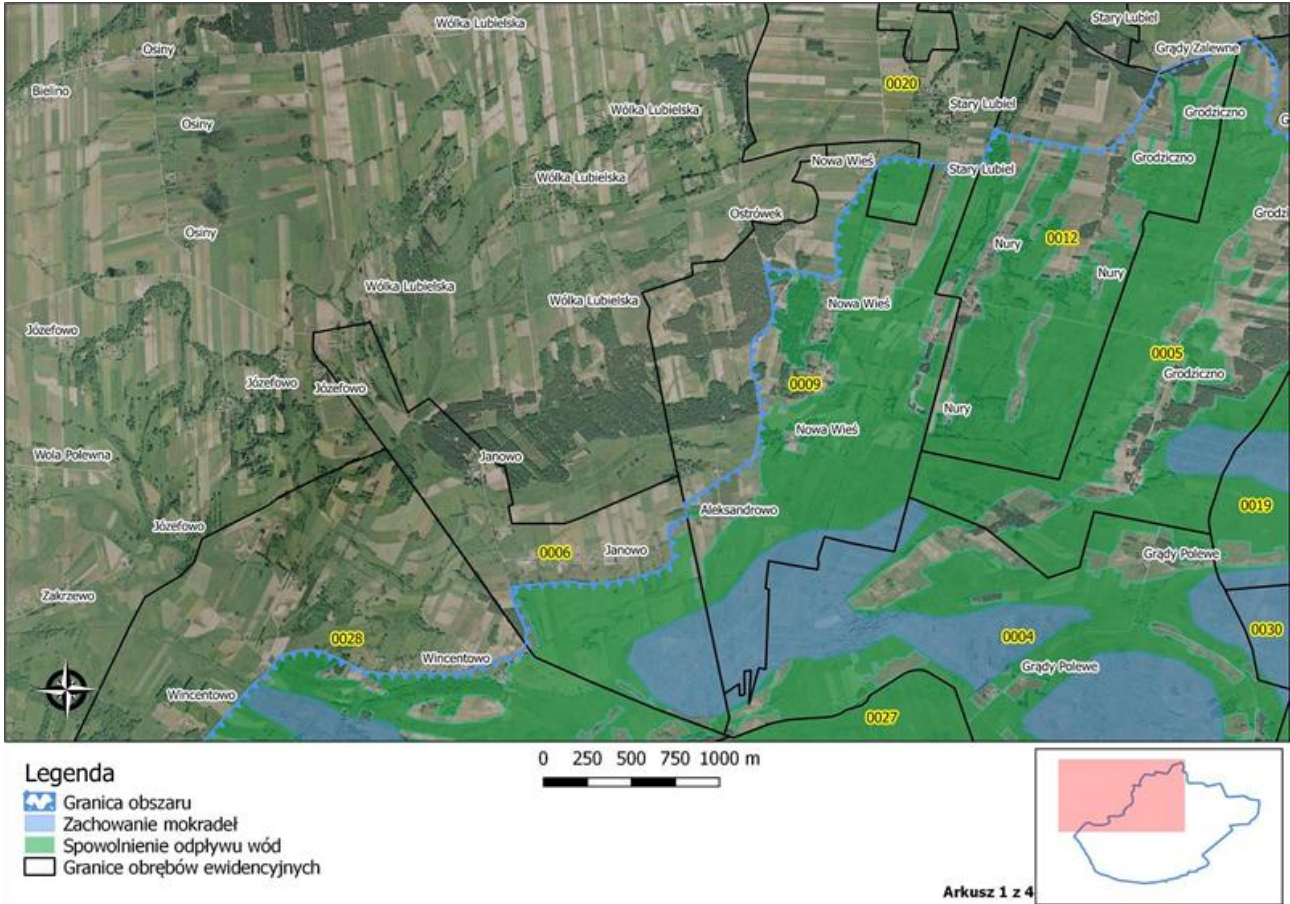 Wólka Lubielska
Stary Lubiel
Osiny
Grądy Zalewne
Bielino
0020
Wólka Lubielska
Stary Lubiel
Grodziczno
Osiny
Nowa Wieś
Grodziczno
Stary Lubiel
Wólka Lubielska
Ostrówek
Osiny
Nury
0012
Nury
Wólka Lubielska
Wólka Lubielska
Nowa Wieś
Józefowo
0005
Józefowo
Józefowo
0009
Grodziczno
Nury
Nowa Wieś
Wola Polewna
Janowo
0019
Aleksandrowo
Józefowo
0006
Janowo
Grądy Polewe
Zakrzewo
0028
0004
0030
Wincentowo
Grądy Polewe
Wincentowo
0027
0 250 500 750 1000 m
Legenda
Granica obszaru
Zachowanie mokradeł
Spowolnienie odpływu wód
Granice obrębów ewidencyjnych
Arkusz 1 z 4